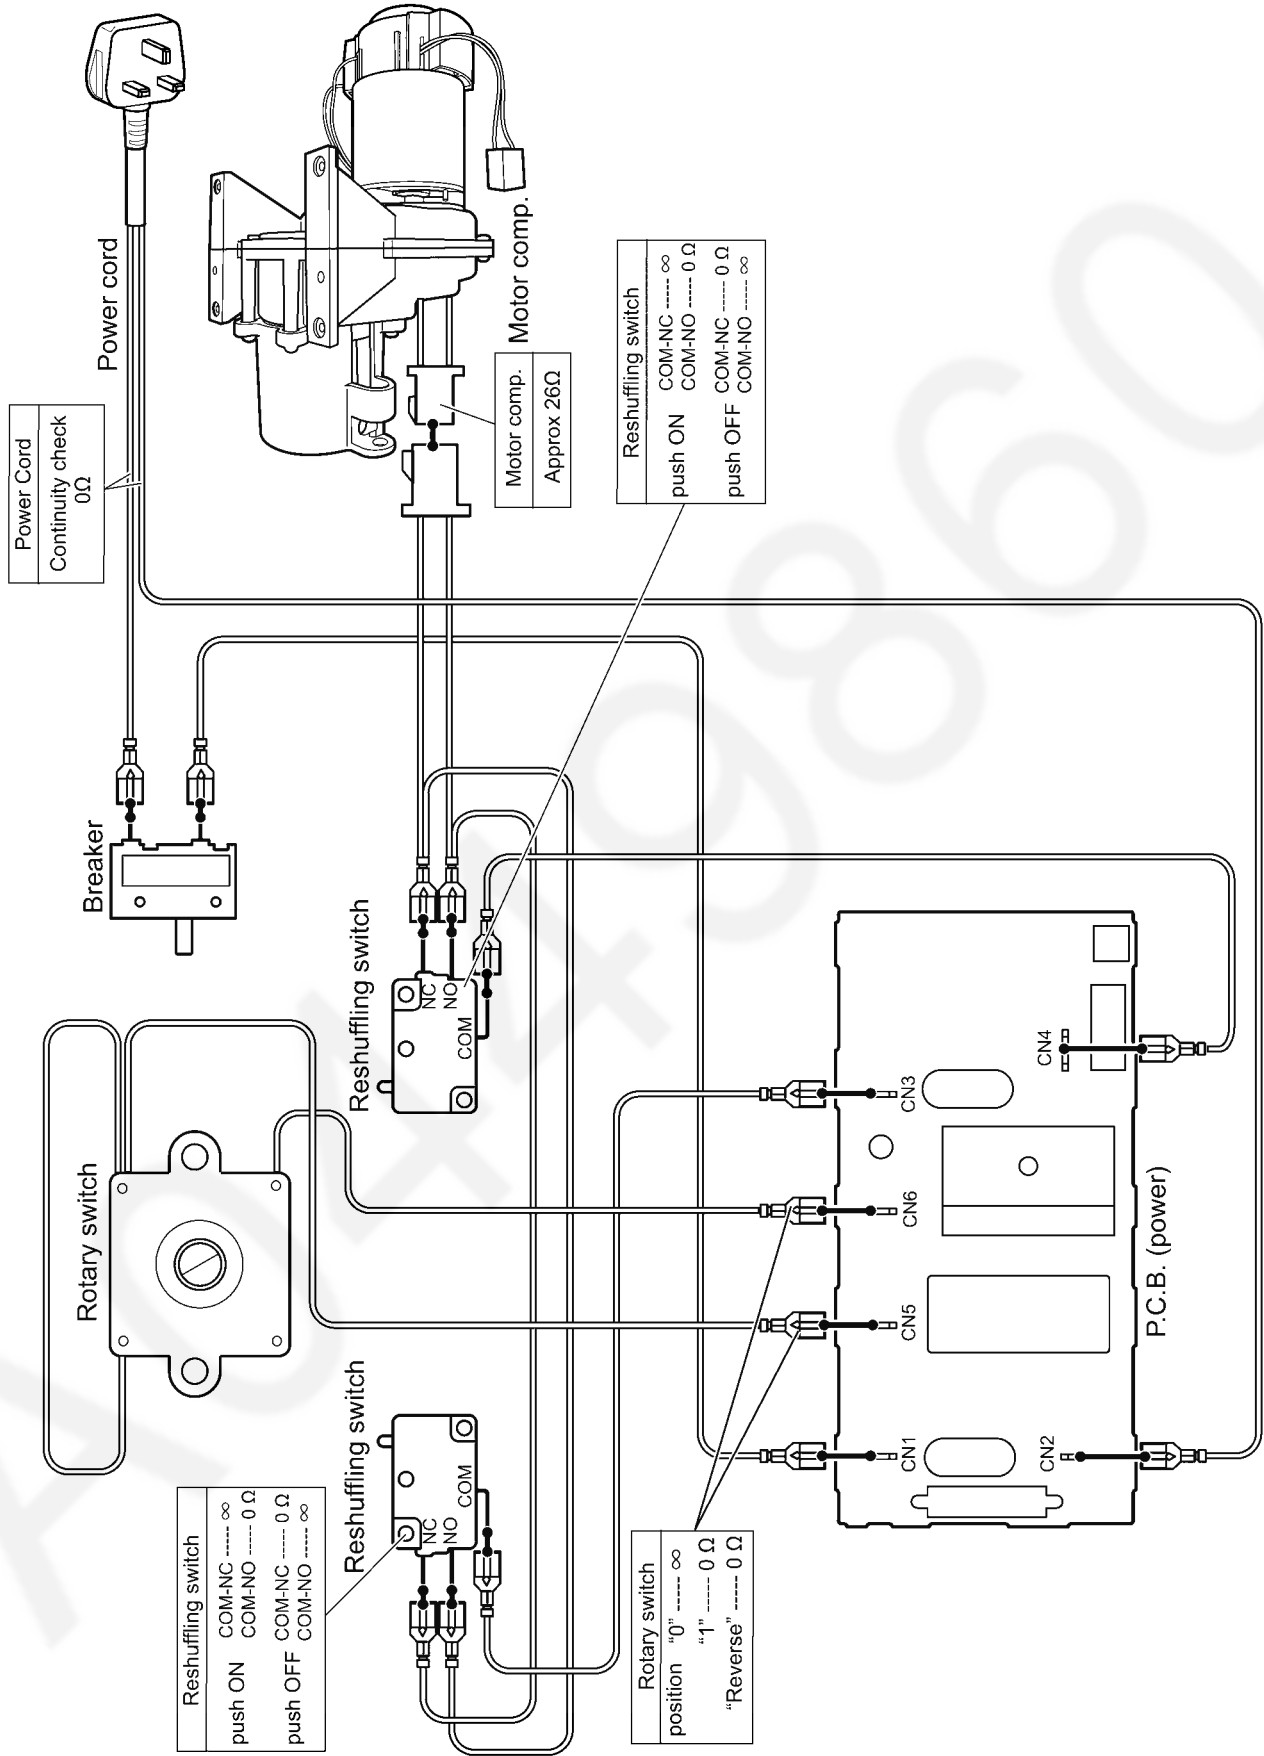 Power Cord
Continuity check
0Ω
Power cord
Motor comp.
Motor comp.
Approx 26Ω
Reshuffling switch
push ON COM-NC ----- ∞
COM-NO ----- 0 Ω
push OFF COM-NC ----- 0 Ω
COM-NO ----- ∞
Breaker
Reshuffling switch
NC
NO
COM
Rotary switch
Reshuffling switch
NC
NO
COM
Reshuffling switch
push ON COM-NC ----- ∞
COM-NO ----- 0 Ω
push OFF COM-NC ----- 0 Ω
COM-NO ----- ∞
Rotary switch
position “0” ----- ∞
“1” ----- 0 Ω
“Reverse” ----- 0 Ω
CN1
CN2
CN5
CN6
CN3
CN4
P.C.B. (power)
A0449860